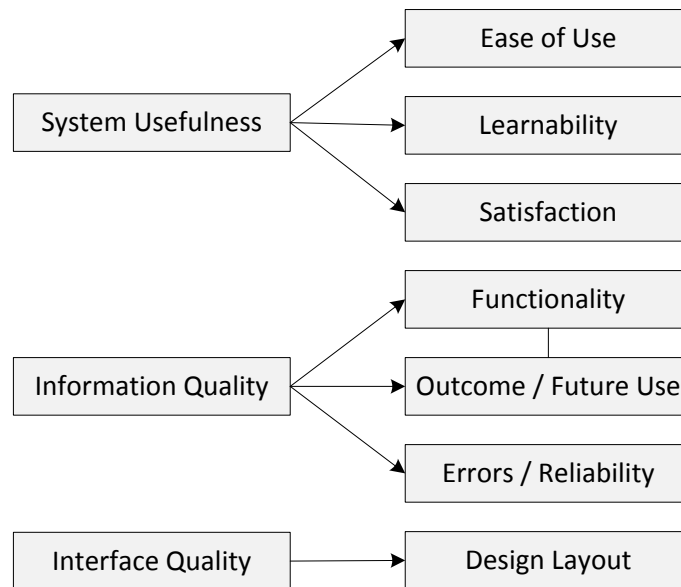 Ease of Use
System Usefulness
Learnability
Satisfaction
Functionality
Information Quality
Outcome / Future Use
Errors / Reliability
Interface Quality
Design Layout